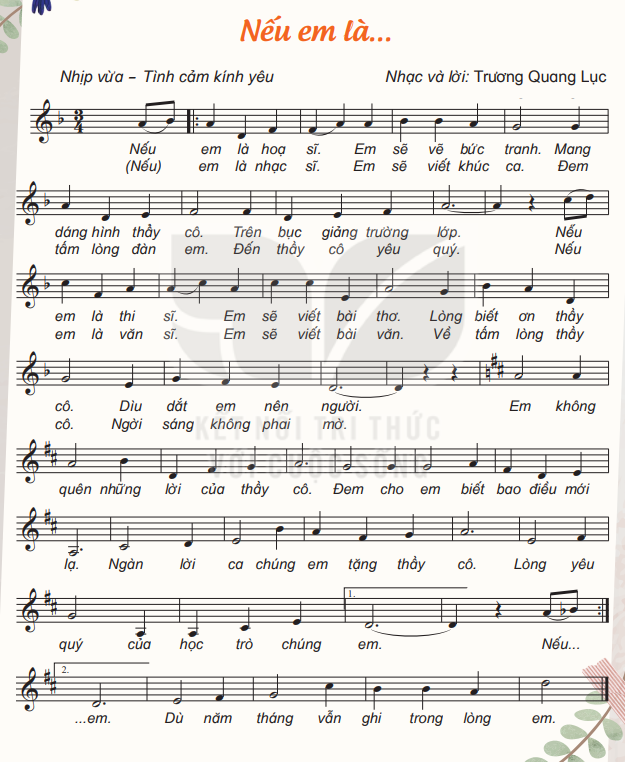 Nếu em là...
Nhịp vừa – Tình cảm kính yêu Nhạc và lời: Trương Quang Lục
3
4
Nếu em là hoạ sĩ. Em sẽ vẽ bức tranh. Mang
(Nếu) em là nhạc sĩ. Em sẽ viết khúc ca. Đem
dáng hình thầy cô. Trên bục giảng trường lớp. Nếu
tấm lòng đàn em. Đến thầy cô yêu quý. Nếu
em là thi sĩ. Em sẽ viết bài thơ. Lòng biết ơn thầy
em là văn sĩ. Em sẽ viết bài văn. Về tấm lòng thầy
cô. Dìu dắt em nên người. Em không
cô. Ngời sáng không phai mờ.
KẾT NỐI TRI THỨC
VỚI CUỘC SỐNG
quên những lời của thầy cô. Đem cho em biết bao điều mới
lạ. Ngàn lời ca chúng em tặng thầy cô. Lòng yêu
1.
quý của học trò chúng em. Nếu...
2.
...em. Dù năm tháng vẫn ghi trong lòng em.